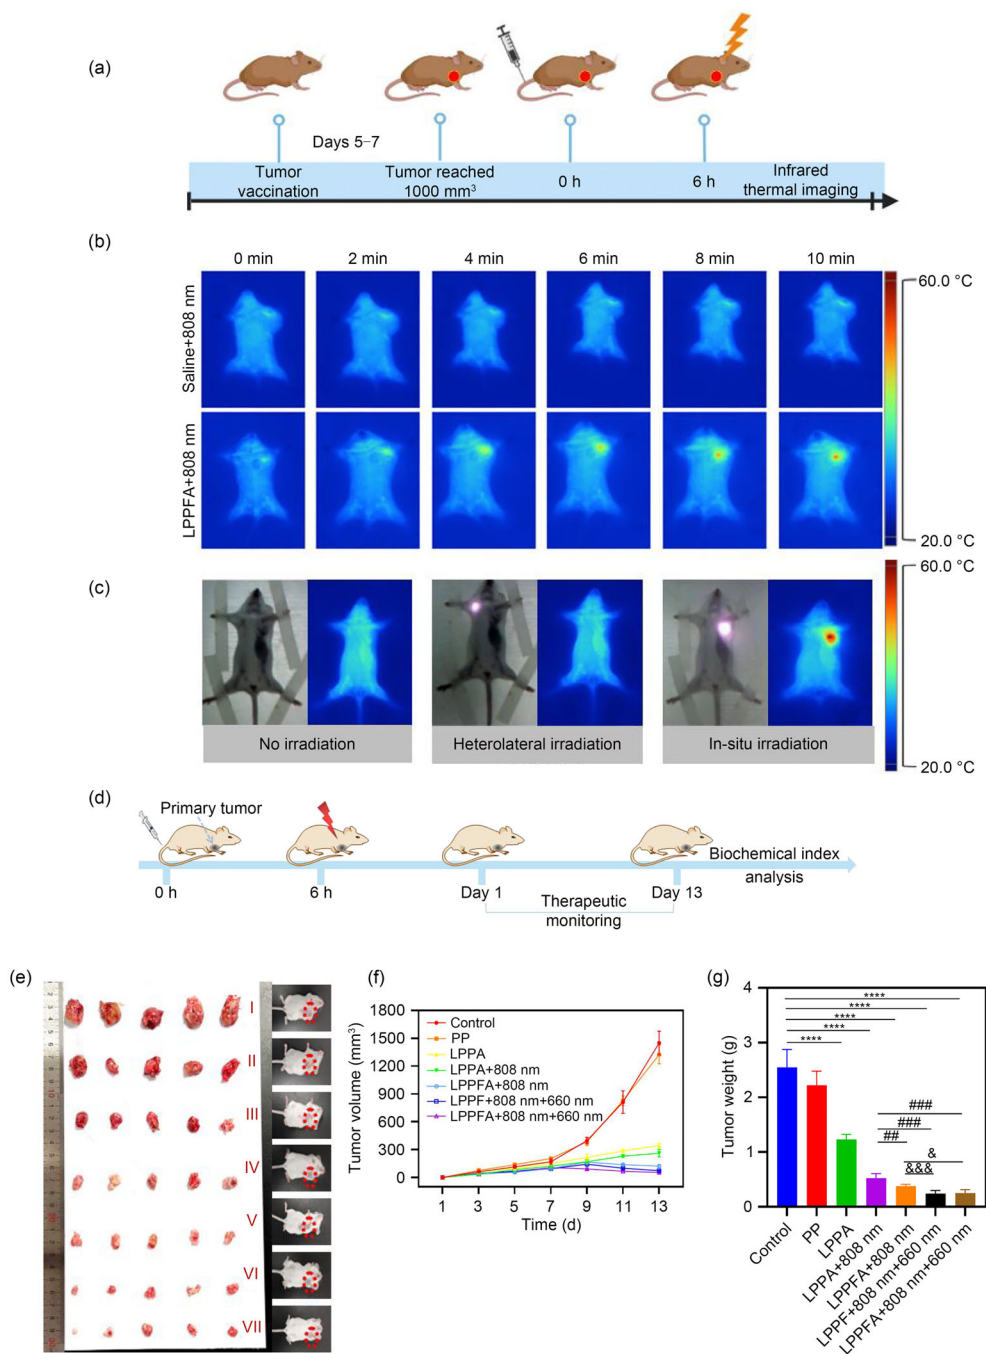 (a)
Days 5–7
Tumor
vaccination
Tumor reached
1000 mm³
0 h
6 h
Infrared
thermal imaging
(b)
0 min
2 min
4 min
6 min
8 min
10 min
Saline+808 nm
LPPFA+808 nm
60.0 °C
20.0 °C
(c)
60.0 °C
20.0 °C
No irradiation
Heterolateral irradiation
In-situ irradiation
(d)
Primary tumor
0 h
6 h
Day 1
Day 13
Therapeutic
monitoring
Biochemical index
analysis
(e)
I
II
III
IV
V
VI
VII
(f)
Tumor volume (mm³)
1800
1500
1200
900
600
300
0
Control
PP
LPPA
LPPA+808 nm
LPPFA+808 nm
LPPF+808 nm+660 nm
LPPFA+808 nm+660 nm
1 3 5 7 9 11 13
Time (d)
(g)
Tumor weight (g)
4
3
2
1
0
****
****
****
****
****
###
###
##
&
&&&
Control
PP
LPPA
LPPA+808 nm
LPPFA+808 nm
LPPF+808 nm+660 nm
LPPFA+808 nm+660 nm